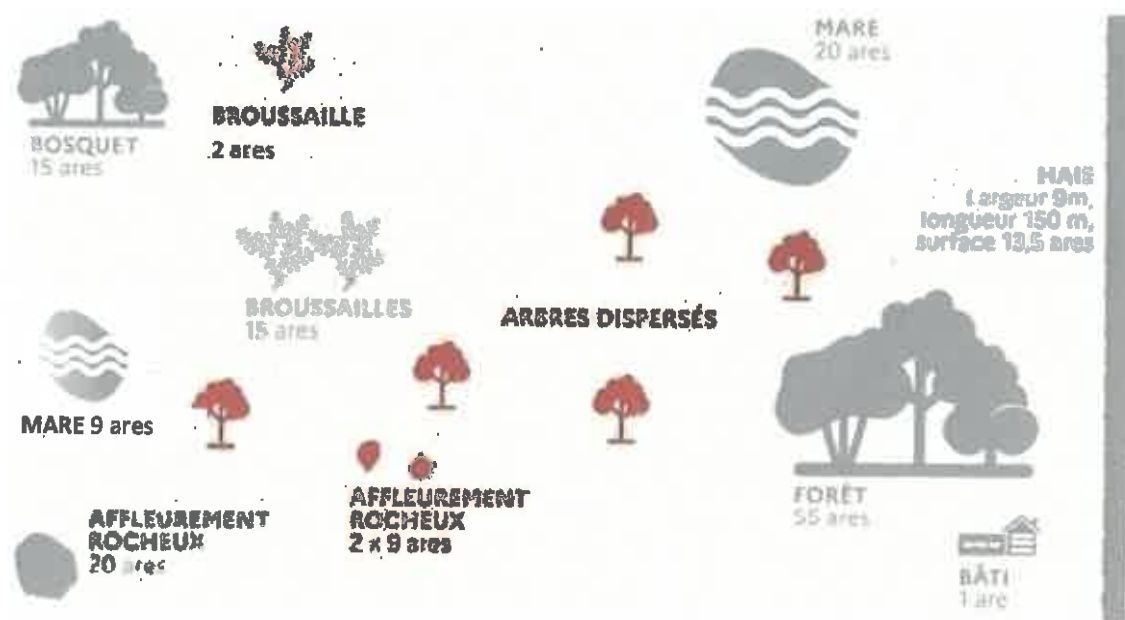 MARE
20 ares
BOSQUET
15 ares
BROUSSAILLE
2 ares
HAIE
Largeur 9m,
longueur 150 m,
surface 13,5 ares
BROUSSAILLES
15 ares
ARBRES DISPERSÉS
MARE 9 ares
AFFLEUREMENT
ROCHEUX
20 ares
AFFLEUREMENT
ROCHEUX
2 x 9 ares
FORÊT
55 ares
BÂTI
1 are